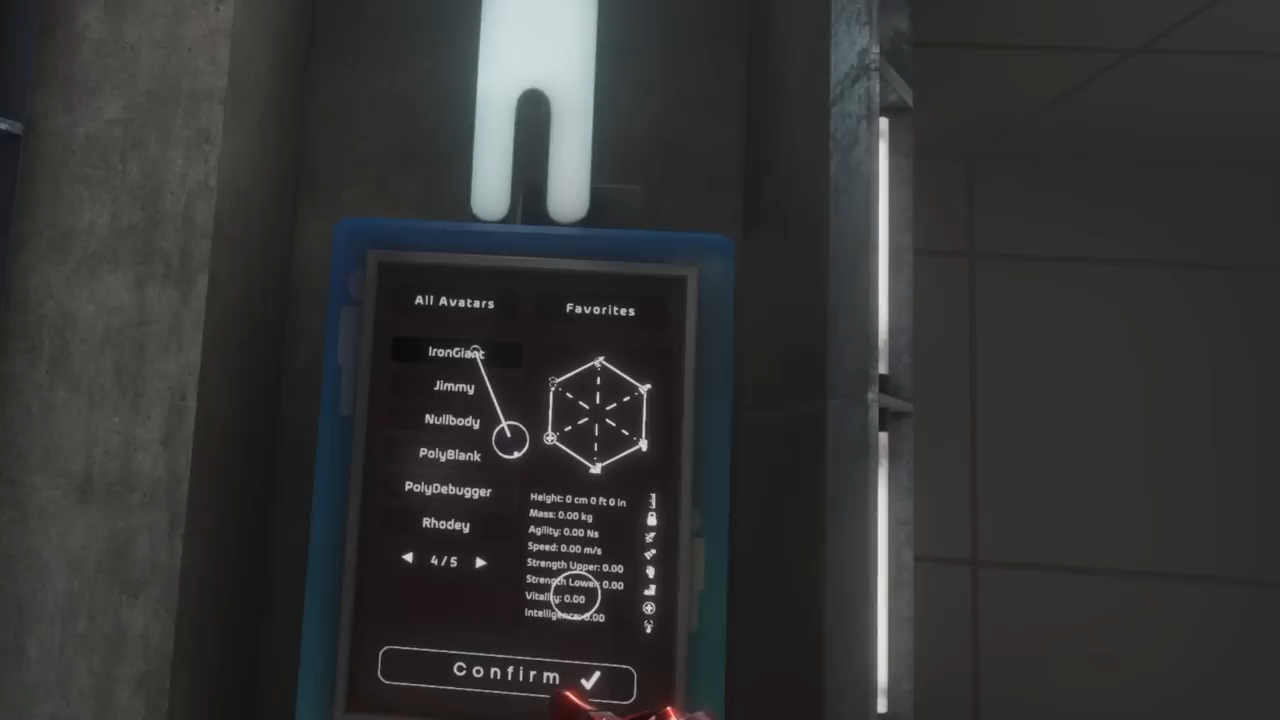 All Avatars
Favorites
IronGiant
Jimmy
Nullbody
PolyBlank
PolyDebugger
Rhodey
4 / 5
Height: 0 cm 0 ft 0 in
Mass: 0.00 kg
Agility: 0.00 Ns
Speed: 0.00 m/s
Strength Upper: 0.00
Strength Lower: 0.00
Vitality: 0.00
Intelligence: 0.00
Confirm